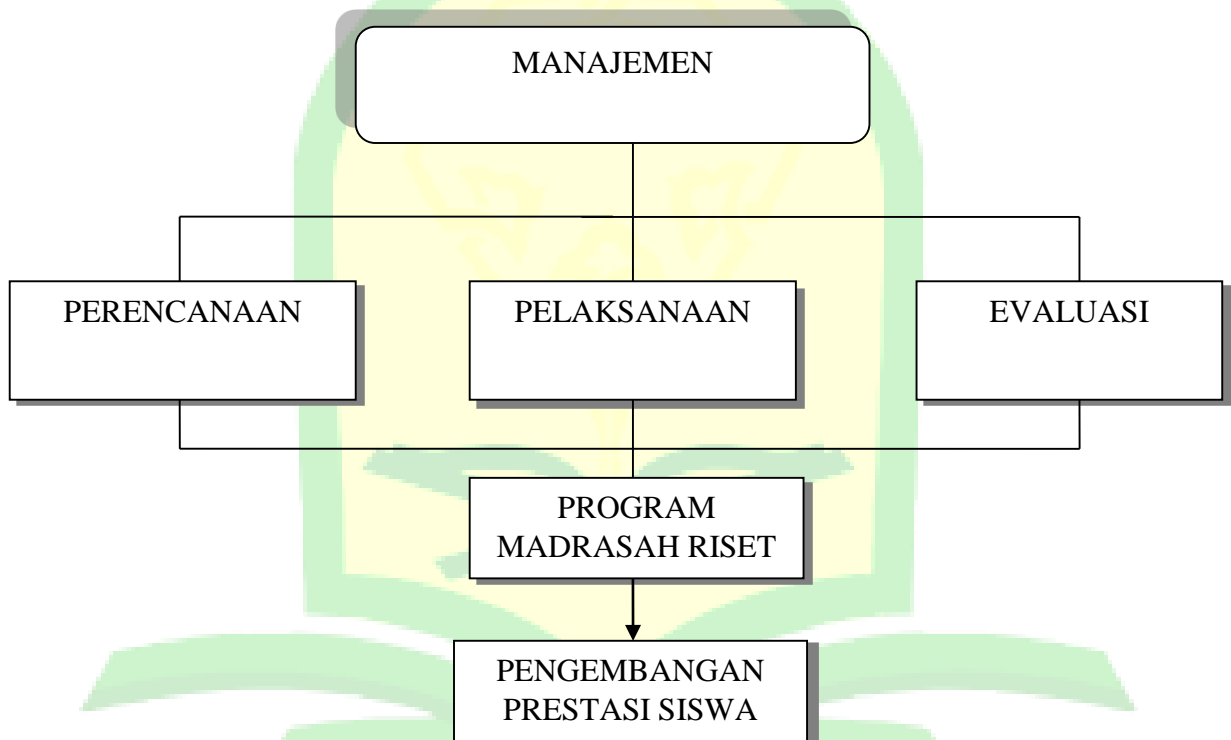 MANAJEMEN
PERENCANAAN
PELAKSANAAN
EVALUASI
PROGRAM
MADRASAH RISET
PENGEMBANGAN
PRESTASI SISWA